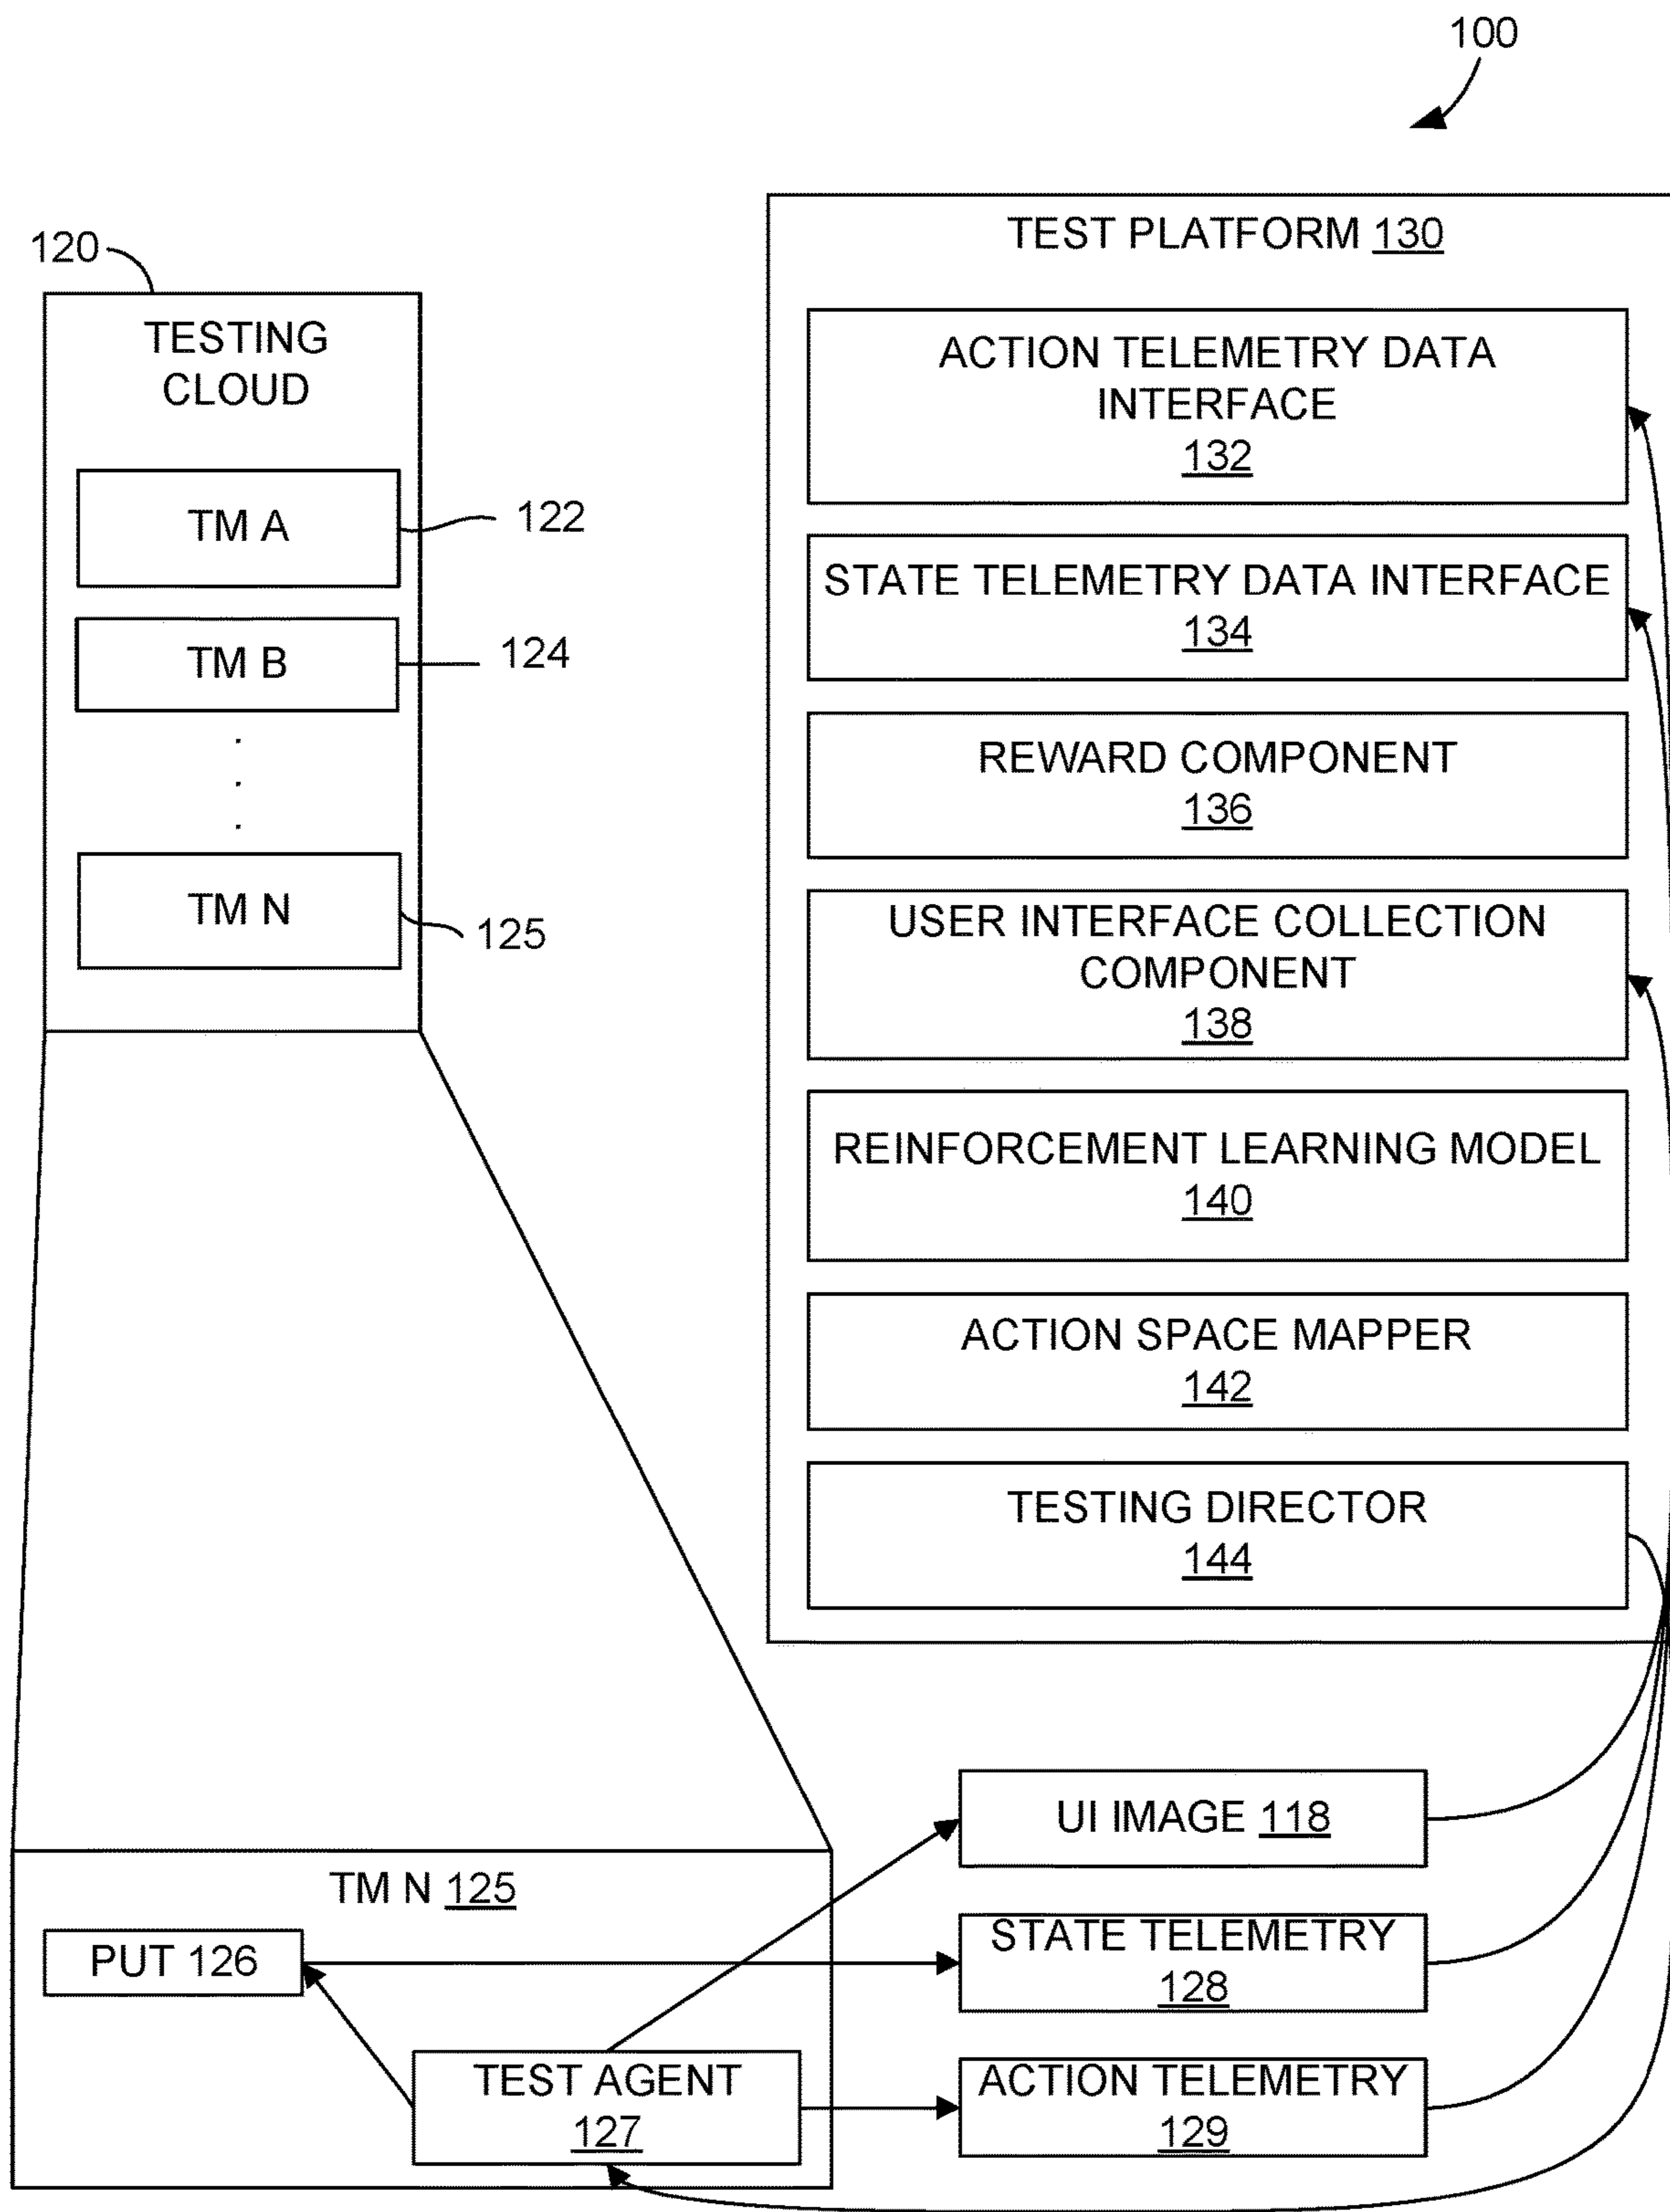 100
120
TESTING
CLOUD
TM A
122
TM B
124
.
.
.
TM N
125
TEST PLATFORM 130
ACTION TELEMETRY DATA
INTERFACE
132
STATE TELEMETRY DATA INTERFACE
134
REWARD COMPONENT
136
USER INTERFACE COLLECTION
COMPONENT
138
REINFORCEMENT LEARNING MODEL
140
ACTION SPACE MAPPER
142
TESTING DIRECTOR
144
TM N 125
PUT 126
TEST AGENT
127
UI IMAGE 118
STATE TELEMETRY
128
ACTION TELEMETRY
129